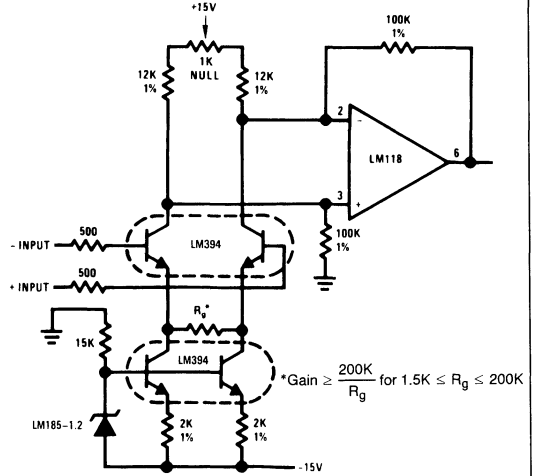 +15V
1K
NULL
12K
1%
12K
1%
100K
1%
2
-
LM118
6
3
+
100K
1%
- INPUT
500
LM394
+ INPUT
500
Rg*
15K
LM394
*Gain ≥ 200K/Rg for 1.5K ≤ Rg ≤ 200K
LM185-1.2
2K
1%
2K
1%
-15V